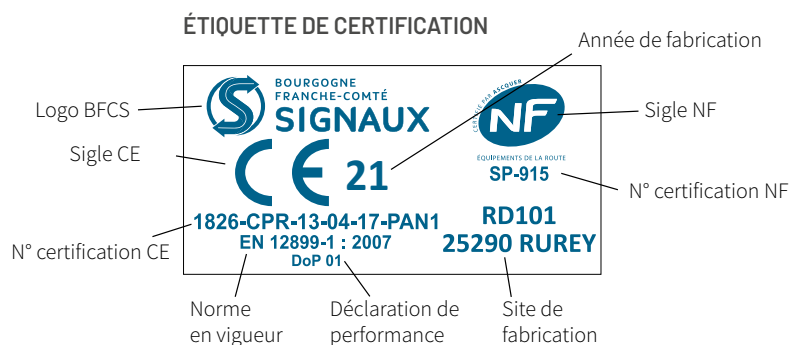 ÉTIQUETTE DE CERTIFICATION
Année de fabrication
Logo BFCS
BOURGOGNE
FRANCHE-COMTÉ
SIGNAUX
CERTIFIÉ PAR ASCQUER
NF
Sigle NF
Sigle CE
CE 21
ÉQUIPEMENTS DE LA ROUTE
SP-915
N° certification NF
1826-CPR-13-04-17-PAN1
EN 12899-1 : 2007
DoP 01
RD101
25290 RUREY
N° certification CE
Norme
en vigueur
Déclaration de
performance
Site de
fabrication